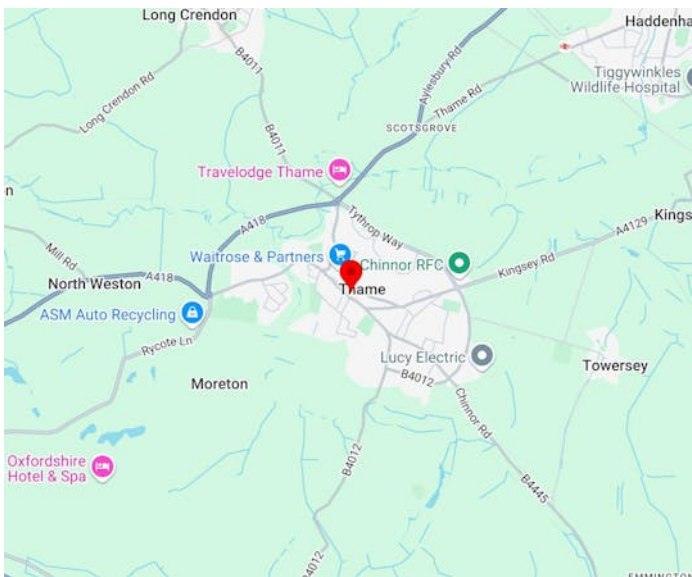 Long Crendon
Haddenha
Tiggywinkles
Wildlife Hospital
B4011
Aylesbury Rd
Thame Rd
Long Crendon Rd
SCOTSGROVE
B4011
Travelodge Thame
n
A418
Tythrop Way
A4129
Kings
Waitrose & Partners
Chinnor RFC
Kingsey Rd
Mill Rd
A418
North Weston
Thame
ASM Auto Recycling
Rycote Ln
Lucy Electric
Towersey
B4012
Moreton
Chinnor Rd
Oxfordshire
Hotel & Spa
B4012
B4445
B4012
EMMINGTON